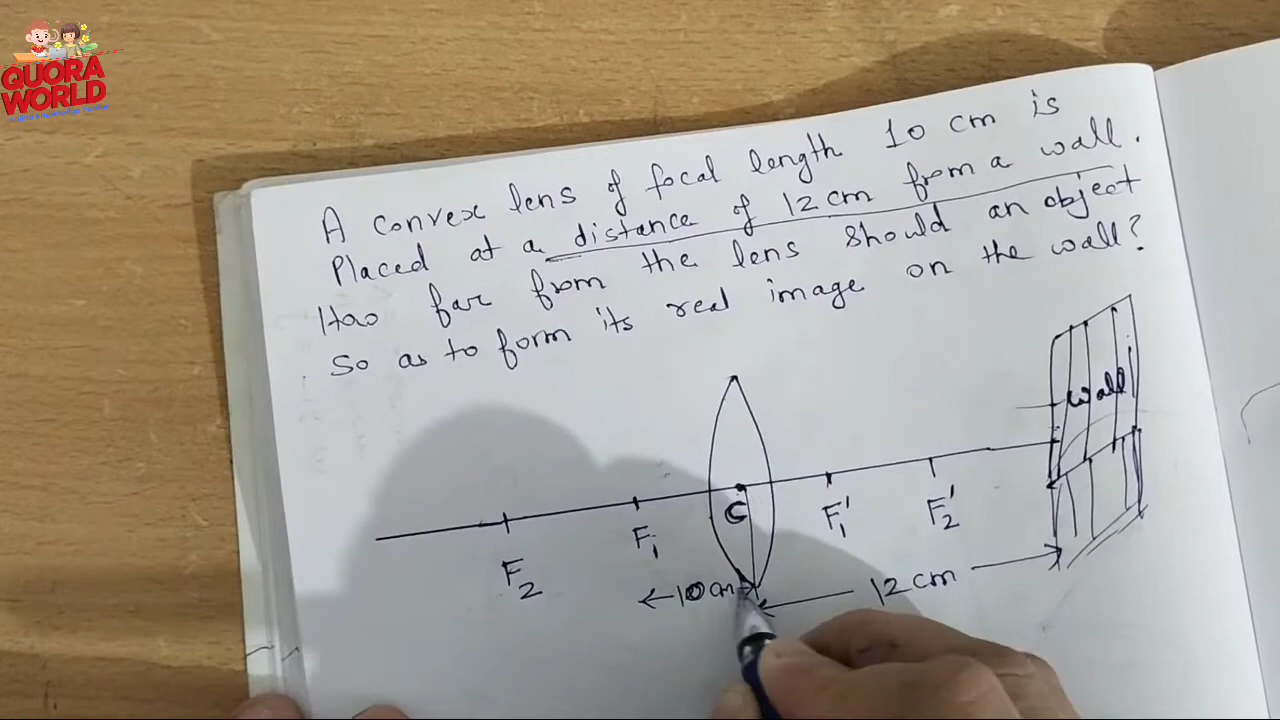 QUORA
WORLD
A convex lens of focal length 10 cm is
Placed at a distance of 12 cm from a wall.
How far from the lens should an object
So as to form its real image on the wall?
wall
C
F1'
F2'
F1
F2
10 cm
12 cm